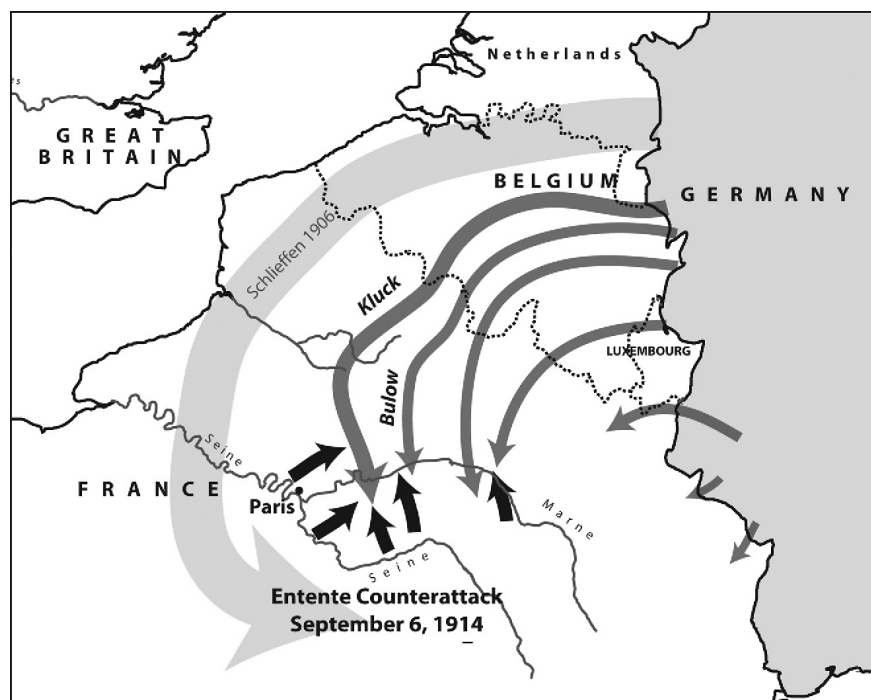 Netherlands
GREAT
BRITAIN
BELGIUM
GERMANY
Schlieffen 1906
Kluck
LUXEMBOURG
Bulow
Seine
FRANCE
Paris
Marne
Seine
Entente Counterattack
September 6, 1914